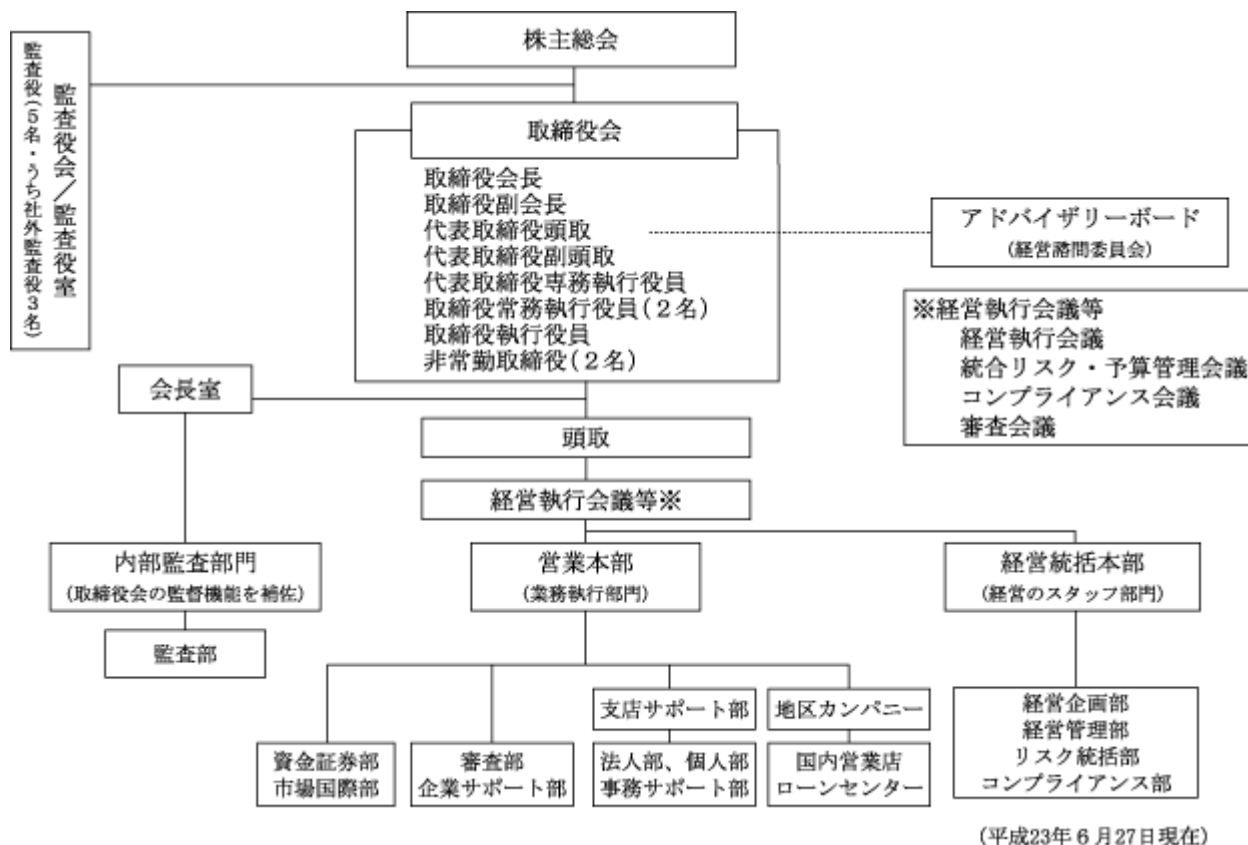 株主総会
監査役会／監査役室
監査役(5名・うち社外監査役3名)
取締役会
取締役会長
取締役副会長
代表取締役頭取
代表取締役副頭取
代表取締役専務執行役員
取締役常務執行役員(２名)
取締役執行役員
非常勤取締役(２名)
アドバイザリーボード
(経営諮問委員会)
※経営執行会議等
経営執行会議
統合リスク・予算管理会議
コンプライアンス会議
審査会議
会長室
頭取
経営執行会議等※
内部監査部門
(取締役会の監督機能を補佐)
監査部
営業本部
(業務執行部門)
経営統括本部
(経営のスタッフ部門)
資金証券部
市場国際部
審査部
企業サポート部
支店サポート部
法人部、個人部
事務サポート部
地区カンパニー
国内営業店
ローンセンター
経営企画部
経営管理部
リスク統括部
コンプライアンス部
(平成23年６月27日現在)